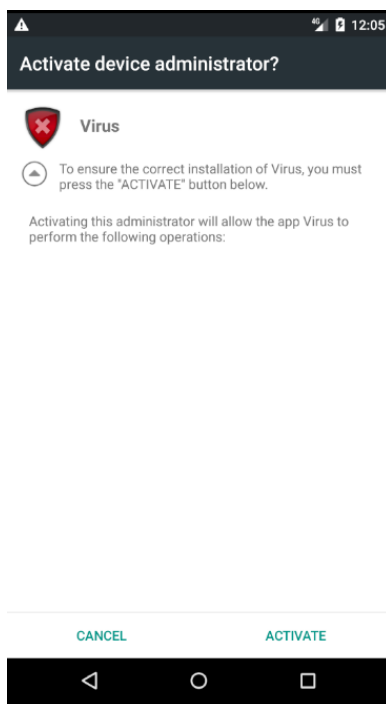 4G 12:05
Activate device administrator?
Virus
To ensure the correct installation of Virus, you must
press the "ACTIVATE" button below.
Activating this administrator will allow the app Virus to
perform the following operations:
CANCEL ACTIVATE